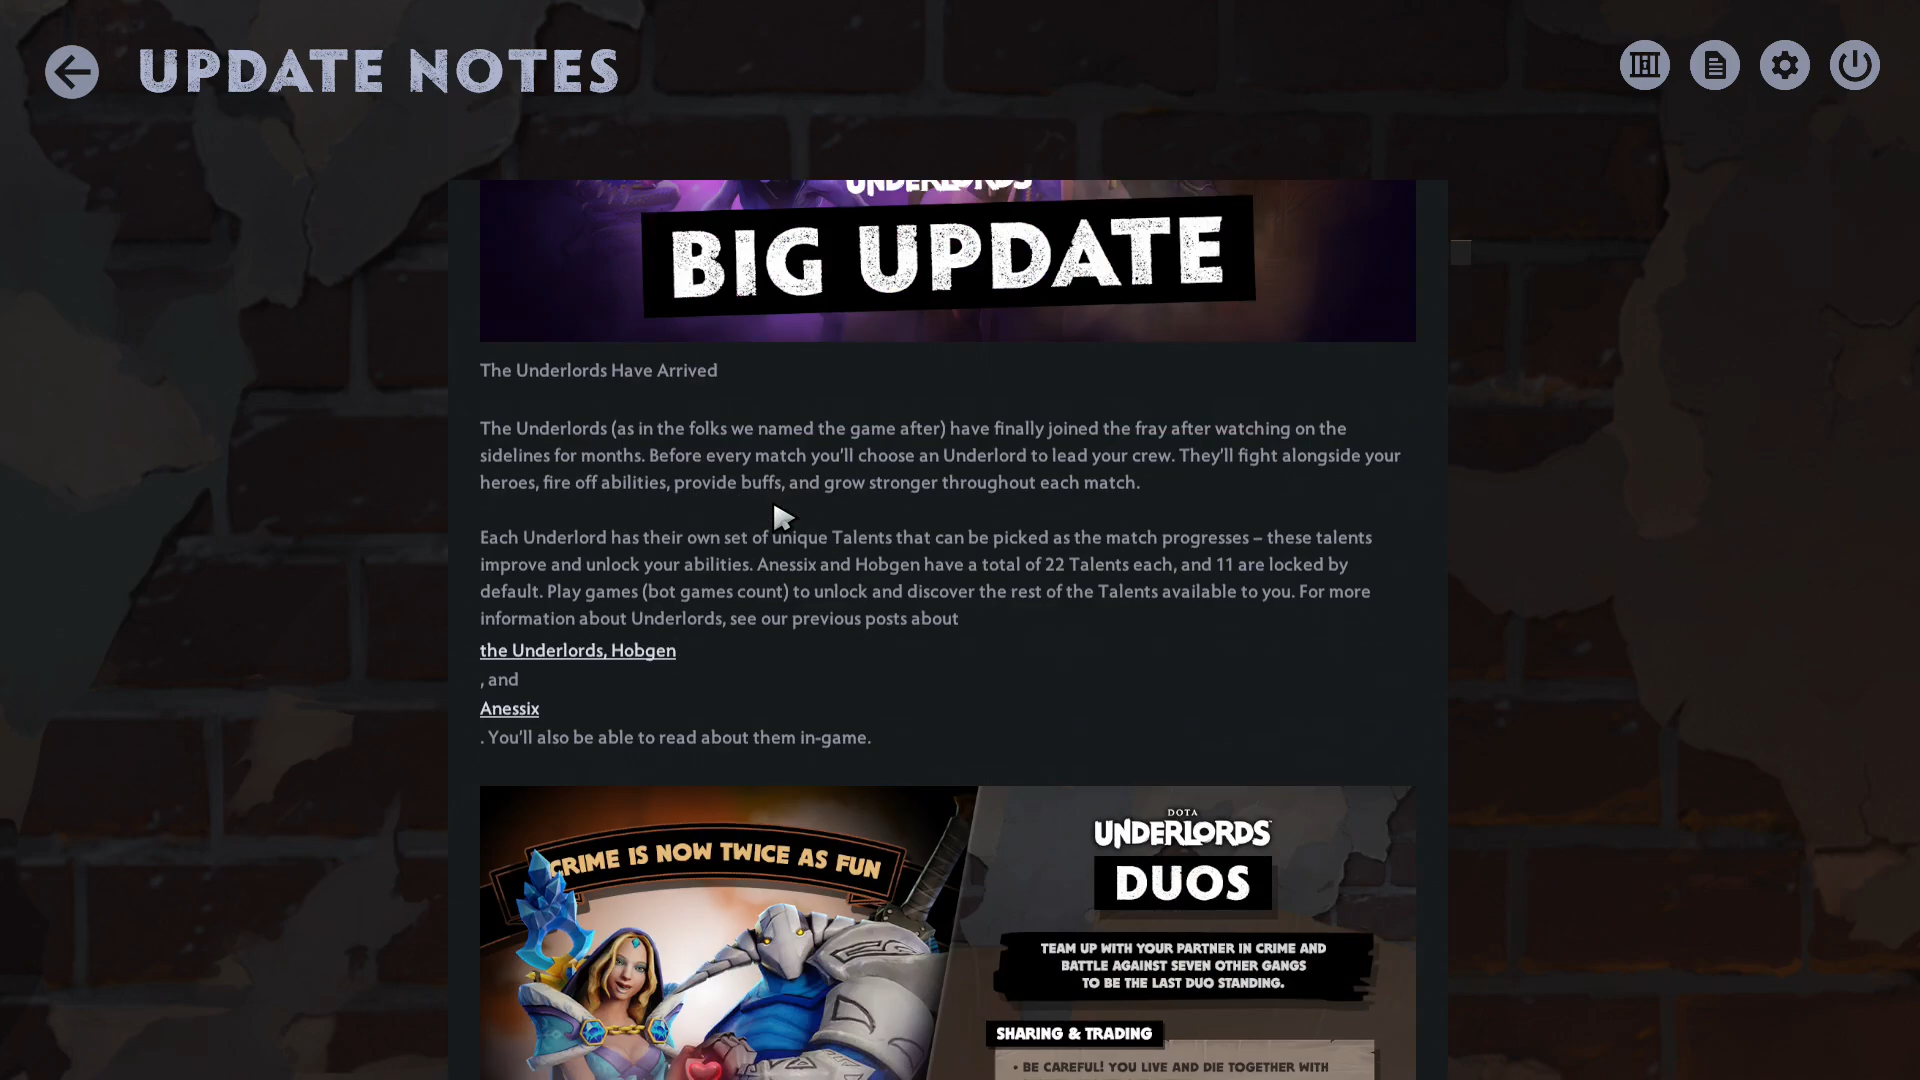 UPDATE NOTES
UNDERLORDS
BIG UPDATE
The Underlords Have Arrived
The Underlords (as in the folks we named the game after) have finally joined the fray after watching on the
sidelines for months. Before every match you'll choose an Underlord to lead your crew. They'll fight alongside your
heroes, fire off abilities, provide buffs, and grow stronger throughout each match.
Each Underlord has their own set of unique Talents that can be picked as the match progresses – these talents
improve and unlock your abilities. Anessix and Hobgen have a total of 22 Talents each, and 11 are locked by
default. Play games (bot games count) to unlock and discover the rest of the Talents available to you. For more
information about Underlords, see our previous posts about
the Underlords, Hobgen
, and
Anessix
. You'll also be able to read about them in-game.
CRIME IS NOW TWICE AS FUN
DOTA
UNDERLORDS
DUOS
TEAM UP WITH YOUR PARTNER IN CRIME AND
BATTLE AGAINST SEVEN OTHER GANGS
TO BE THE LAST DUO STANDING.
SHARING & TRADING
• BE CAREFUL! YOU LIVE AND DIE TOGETHER WITH